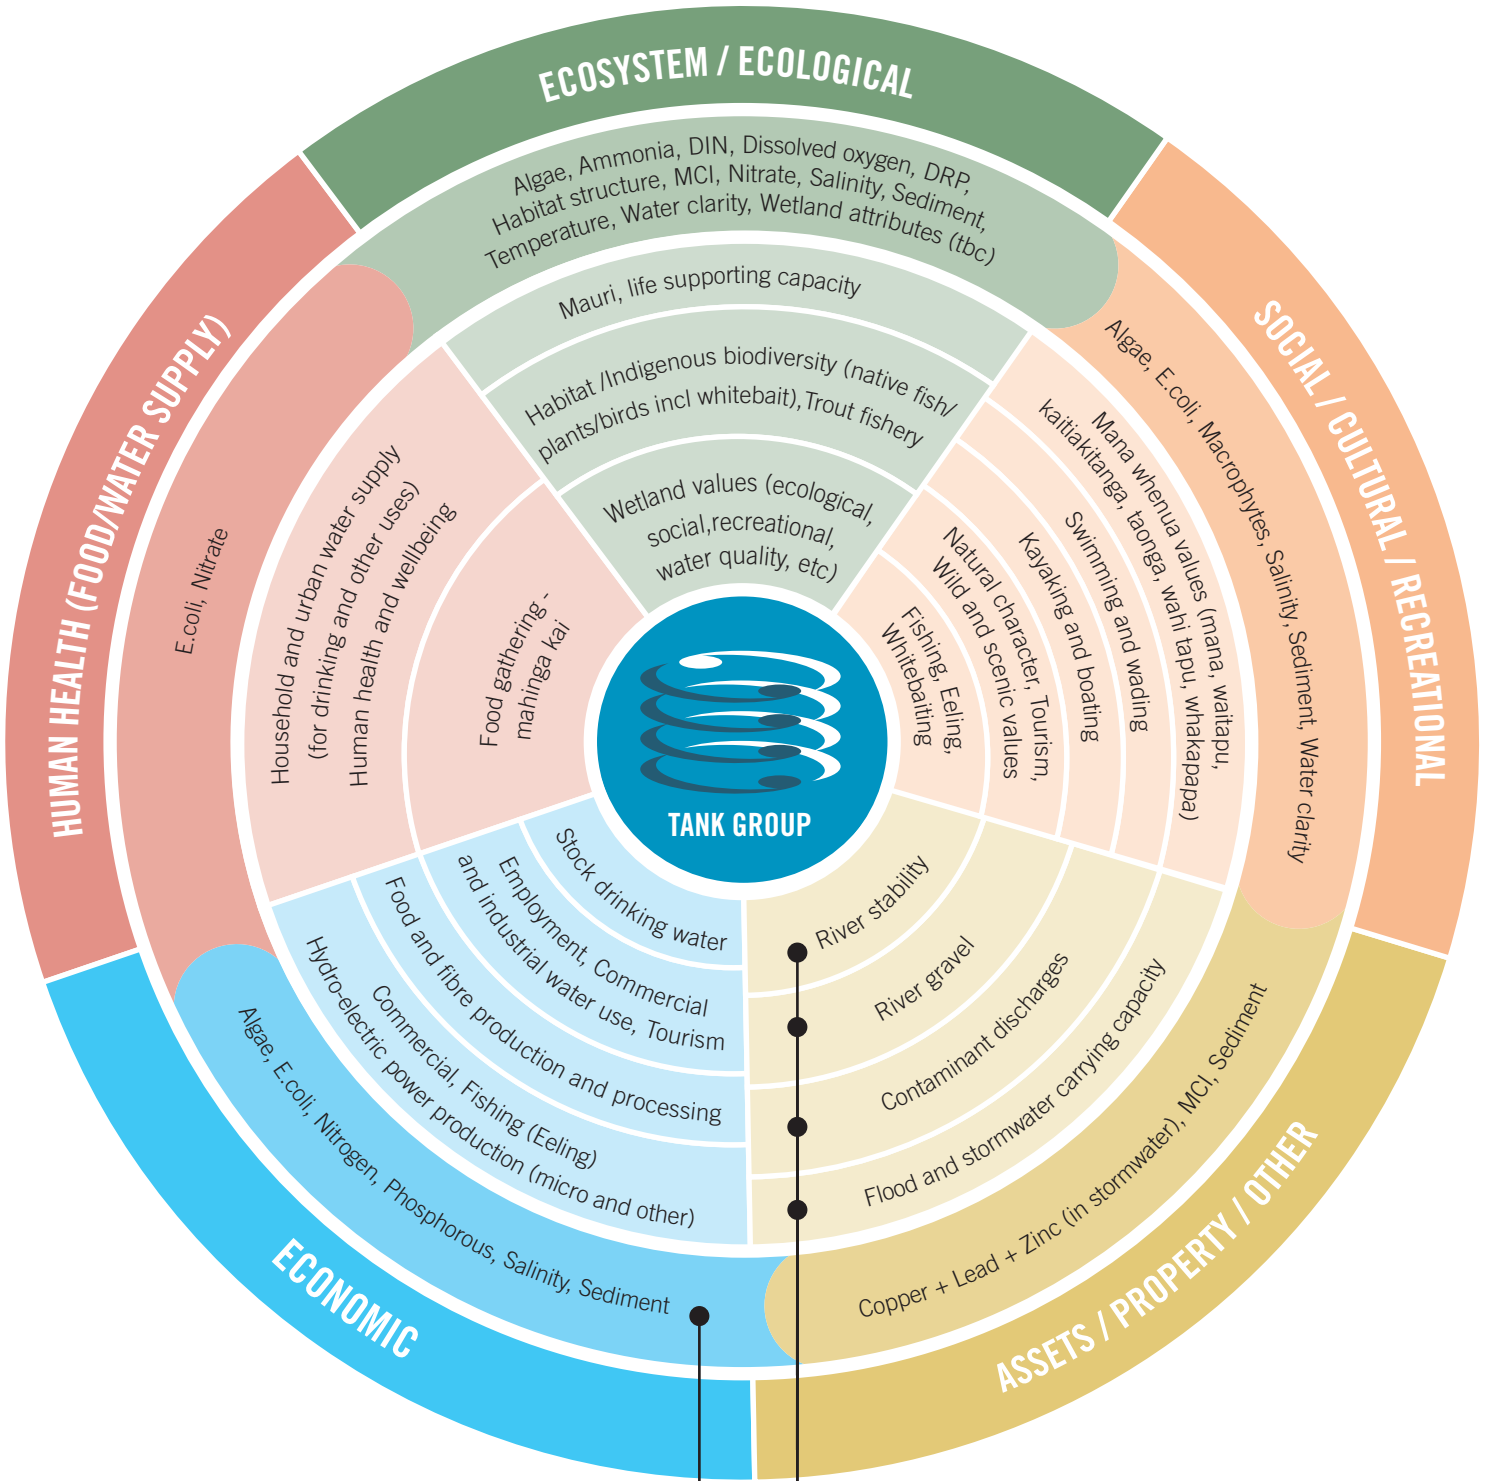 ECOSYSTEM / ECOLOGICAL
Algae, Ammonia, DIN, Dissolved oxygen, DRP,
Habitat structure, MCI, Nitrate, Salinity, Sediment,
Temperature, Water clarity, Wetland attributes (tbc)
Mauri, life supporting capacity
Habitat /Indigenous biodiversity (native fish/
plants/birds incl whitebait), Trout fishery
Wetland values (ecological,
social,recreational,
water quality, etc)
SOCIAL / CULTURAL / RECREATIONAL
Algae, E.coli, Macrophytes, Salinity, Sediment, Water clarity
Mana whenua values (mana, waitapu,
kaitiakitanga, taonga, wahi tapu, whakapapa)
Swimming and wading
Kayaking and boating
Natural character, Tourism,
Wild and scenic values
Fishing, Eeling,
Whitebaiting
ASSETS / PROPERTY / OTHER
Copper + Lead + Zinc (in stormwater), MCI, Sediment
Flood and stormwater carrying capacity
Contaminant discharges
River gravel
River stability
ECONOMIC
Algae, E.coli, Nitrogen, Phosphorous, Salinity, Sediment
Hydro-electric power production (micro and other)
Commercial, Fishing (Eeling)
Food and fibre production and processing
Employment, Commercial
and industrial water use, Tourism
Stock drinking water
HUMAN HEALTH (FOOD/WATER SUPPLY)
E.coli, Nitrate
Household and urban water supply
(for drinking and other uses)
Human health and wellbeing
Food gathering -
mahinga kai
TANK GROUP